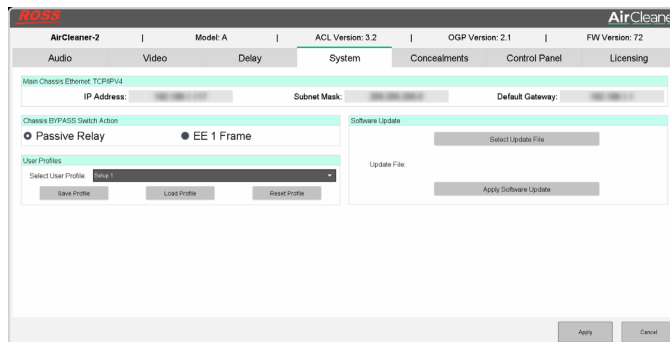 ROSS AirCleane
AirCleaner-2 | Model: A | ACL Version: 3.2 | OGP Version: 2.1 | FW Version: 72
Audio Video Delay System Concealments Control Panel Licensing
Main Chassis Ethernet TCP/IPV4
IP Address: Subnet Mask: Default Gateway:
Chassis BYPASS Switch Action
Passive Relay EE 1 Frame
Software Update
Select Update File
Update File:
Apply Software Update
User Profiles
Select User Profile: Setup 1
Save Profile Load Profile Reset Profile
Apply Cancel